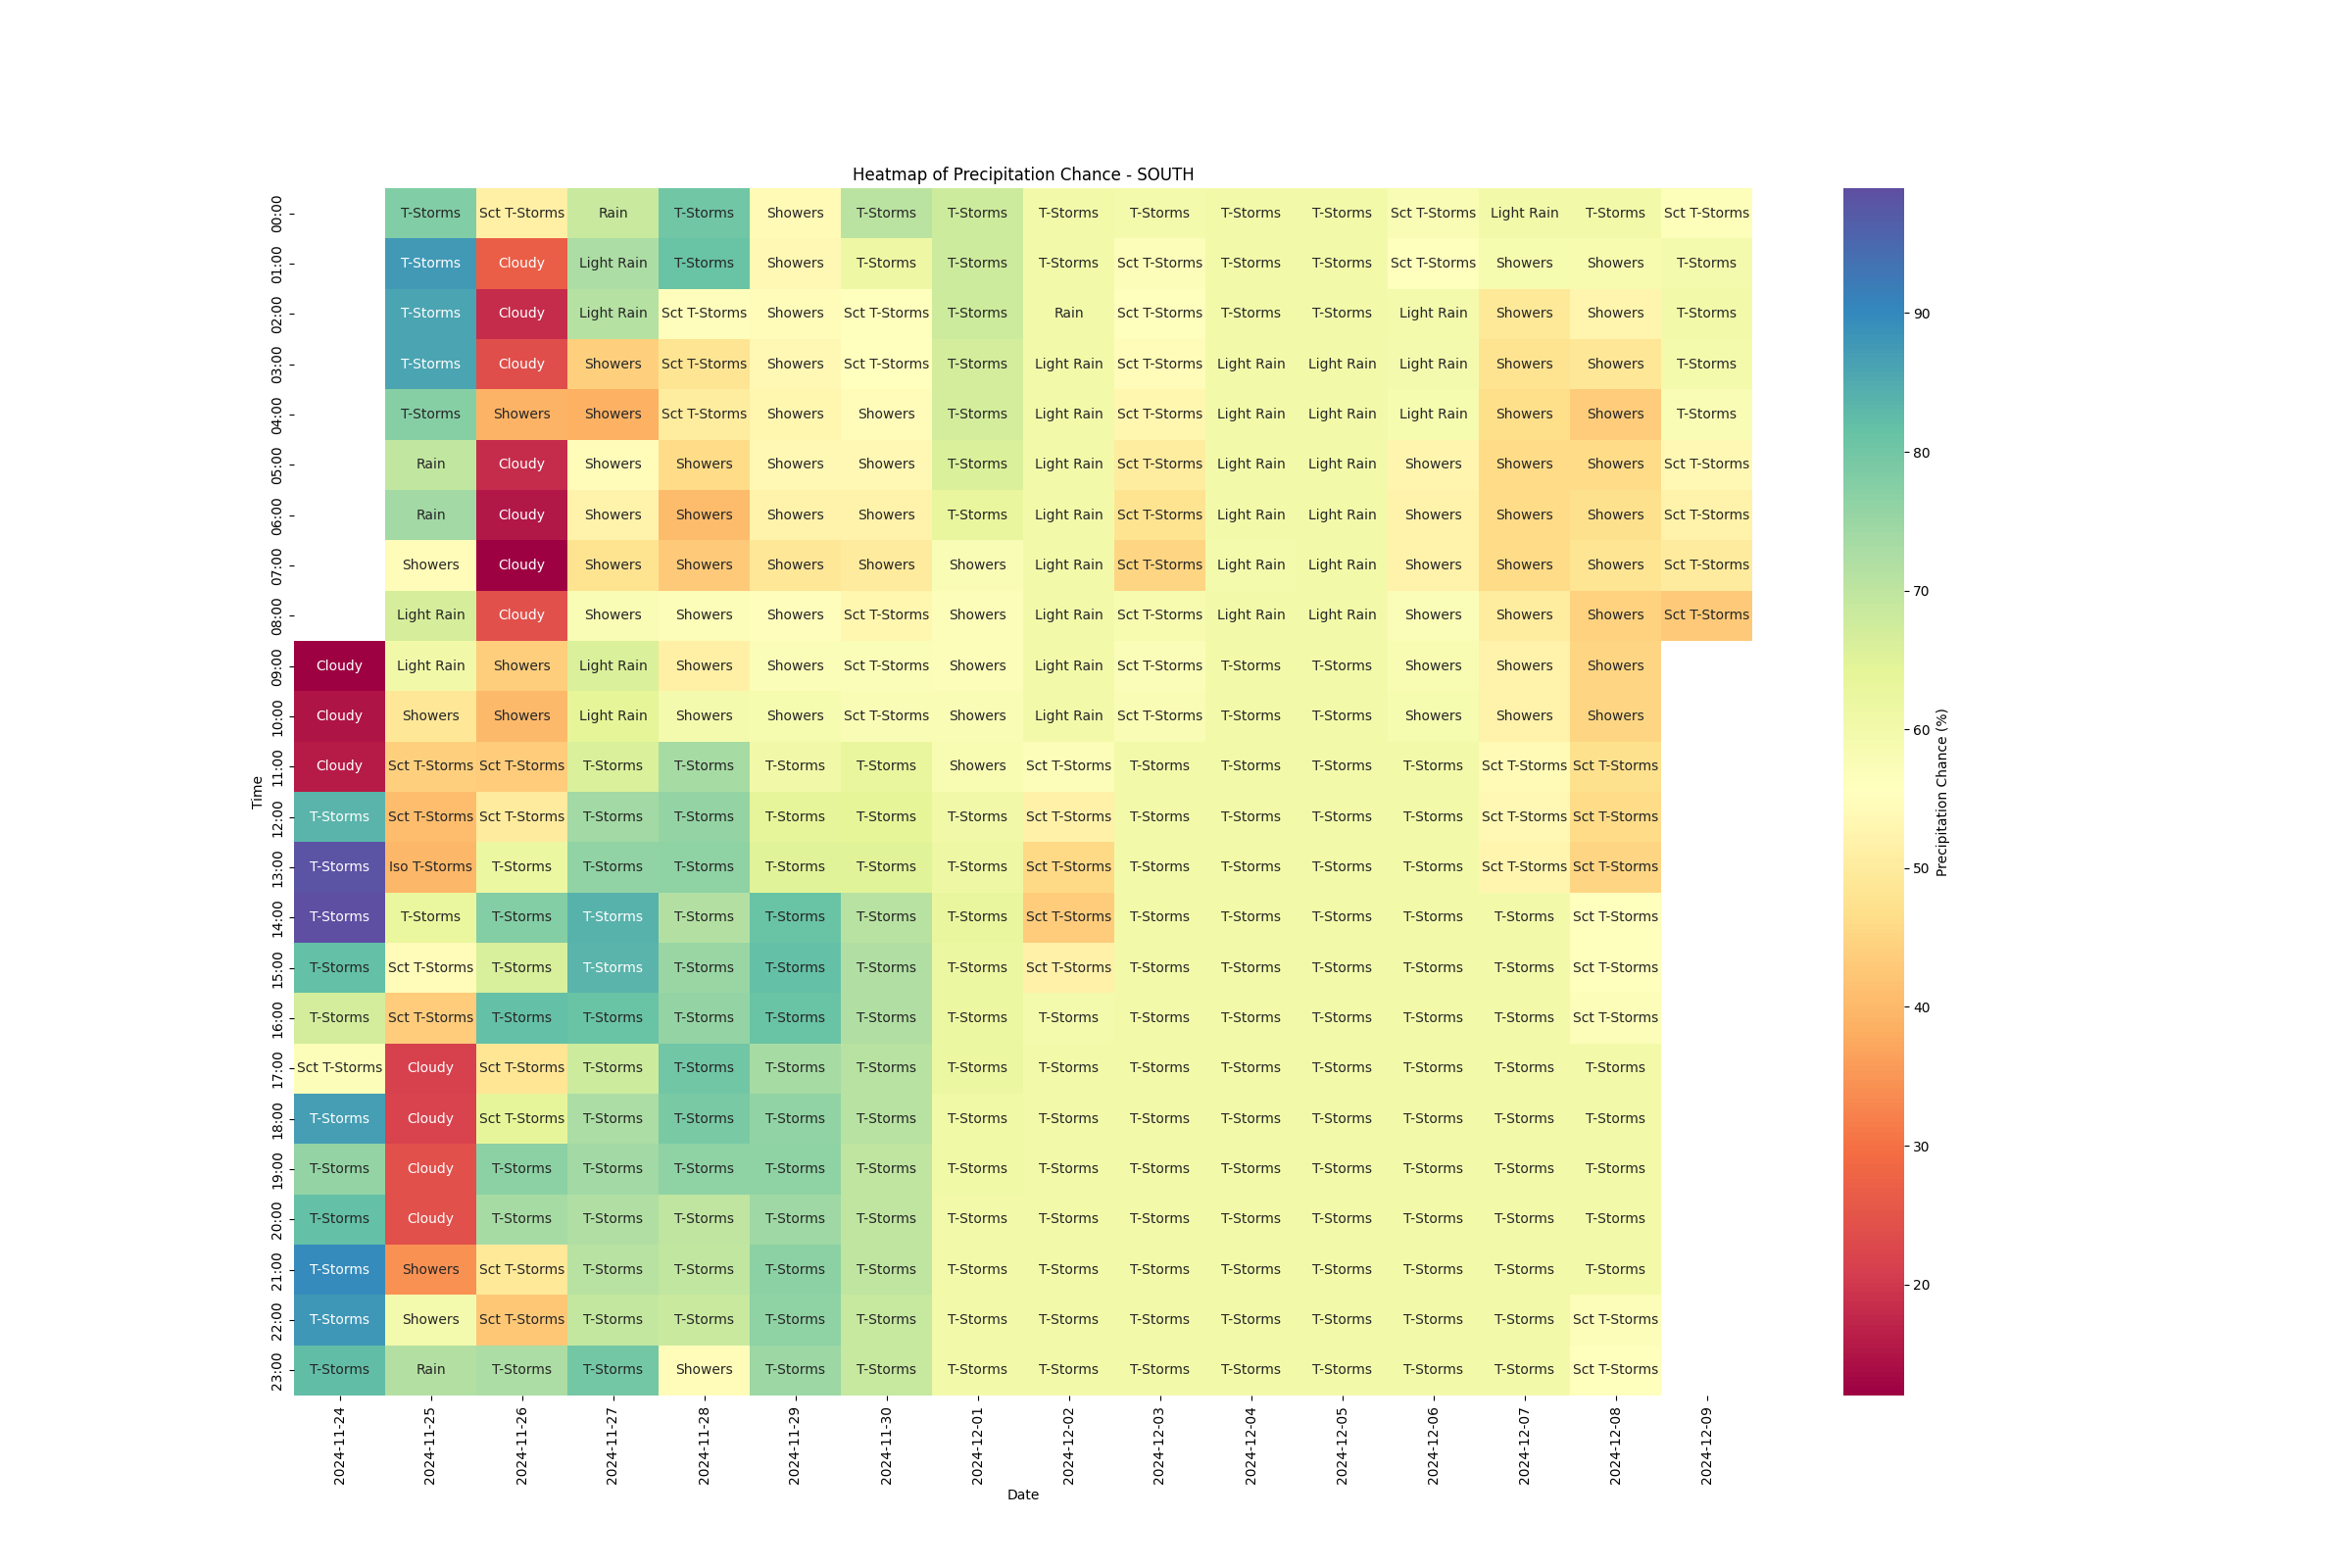 Heatmap of Precipitation Chance - SOUTH
00:00 T-Storms Sct T-Storms Rain T-Storms Showers T-Storms T-Storms T-Storms T-Storms T-Storms T-Storms Sct T-Storms Light Rain T-Storms Sct T-Storms
01:00 T-Storms Cloudy Light Rain T-Storms Showers T-Storms T-Storms T-Storms Sct T-Storms T-Storms T-Storms Sct T-Storms Showers Showers T-Storms
02:00 T-Storms Cloudy Light Rain Sct T-Storms Showers Sct T-Storms T-Storms Rain Sct T-Storms T-Storms T-Storms Light Rain Showers Showers T-Storms
03:00 T-Storms Cloudy Showers Sct T-Storms Showers Sct T-Storms T-Storms Light Rain Sct T-Storms Light Rain Light Rain Light Rain Showers Showers T-Storms
04:00 T-Storms Showers Showers Sct T-Storms Showers Showers T-Storms Light Rain Sct T-Storms Light Rain Light Rain Light Rain Showers Showers T-Storms
05:00 Rain Cloudy Showers Showers Showers Showers T-Storms Light Rain Sct T-Storms Light Rain Light Rain Showers Showers Showers Sct T-Storms
06:00 Rain Cloudy Showers Showers Showers Showers T-Storms Light Rain Sct T-Storms Light Rain Light Rain Showers Showers Showers Sct T-Storms
07:00 Showers Cloudy Showers Showers Showers Showers Showers Light Rain Sct T-Storms Light Rain Light Rain Showers Showers Showers Sct T-Storms
08:00 Light Rain Cloudy Showers Showers Showers Sct T-Storms Showers Light Rain Sct T-Storms Light Rain Light Rain Showers Showers Showers Sct T-Storms
09:00 Cloudy Light Rain Showers Light Rain Showers Showers Sct T-Storms Showers Light Rain Sct T-Storms T-Storms T-Storms Showers Showers Showers
10:00 Cloudy Showers Showers Light Rain Showers Showers Sct T-Storms Showers Light Rain Sct T-Storms T-Storms T-Storms Showers Showers Showers
11:00 Cloudy Sct T-Storms Sct T-Storms T-Storms T-Storms T-Storms T-Storms Showers Sct T-Storms T-Storms T-Storms T-Storms T-Storms Sct T-Storms Sct T-Storms
12:00 T-Storms Sct T-Storms Sct T-Storms T-Storms T-Storms T-Storms T-Storms T-Storms Sct T-Storms T-Storms T-Storms T-Storms T-Storms Sct T-Storms Sct T-Storms
13:00 T-Storms Iso T-Storms T-Storms T-Storms T-Storms T-Storms T-Storms T-Storms Sct T-Storms T-Storms T-Storms T-Storms T-Storms Sct T-Storms Sct T-Storms
14:00 T-Storms T-Storms T-Storms T-Storms T-Storms T-Storms T-Storms T-Storms Sct T-Storms T-Storms T-Storms T-Storms T-Storms T-Storms Sct T-Storms
15:00 T-Storms Sct T-Storms T-Storms T-Storms T-Storms T-Storms T-Storms T-Storms Sct T-Storms T-Storms T-Storms T-Storms T-Storms T-Storms Sct T-Storms
16:00 T-Storms Sct T-Storms T-Storms T-Storms T-Storms T-Storms T-Storms T-Storms T-Storms T-Storms T-Storms T-Storms T-Storms T-Storms Sct T-Storms
17:00 Sct T-Storms Cloudy Sct T-Storms T-Storms T-Storms T-Storms T-Storms T-Storms T-Storms T-Storms T-Storms T-Storms T-Storms T-Storms T-Storms
18:00 T-Storms Cloudy Sct T-Storms T-Storms T-Storms T-Storms T-Storms T-Storms T-Storms T-Storms T-Storms T-Storms T-Storms T-Storms T-Storms
19:00 T-Storms Cloudy T-Storms T-Storms T-Storms T-Storms T-Storms T-Storms T-Storms T-Storms T-Storms T-Storms T-Storms T-Storms T-Storms
20:00 T-Storms Cloudy T-Storms T-Storms T-Storms T-Storms T-Storms T-Storms T-Storms T-Storms T-Storms T-Storms T-Storms T-Storms T-Storms
21:00 T-Storms Showers Sct T-Storms T-Storms T-Storms T-Storms T-Storms T-Storms T-Storms T-Storms T-Storms T-Storms T-Storms T-Storms T-Storms
22:00 T-Storms Showers Sct T-Storms T-Storms T-Storms T-Storms T-Storms T-Storms T-Storms T-Storms T-Storms T-Storms T-Storms T-Storms Sct T-Storms
23:00 T-Storms Rain T-Storms T-Storms Showers T-Storms T-Storms T-Storms T-Storms T-Storms T-Storms T-Storms T-Storms T-Storms Sct T-Storms
Time
2024-11-24 2024-11-25 2024-11-26 2024-11-27 2024-11-28 2024-11-29 2024-11-30 2024-12-01 2024-12-02 2024-12-03 2024-12-04 2024-12-05 2024-12-06 2024-12-07 2024-12-08 2024-12-09
Date
90
80
70
60
50
40
30
20
Precipitation Chance (%)